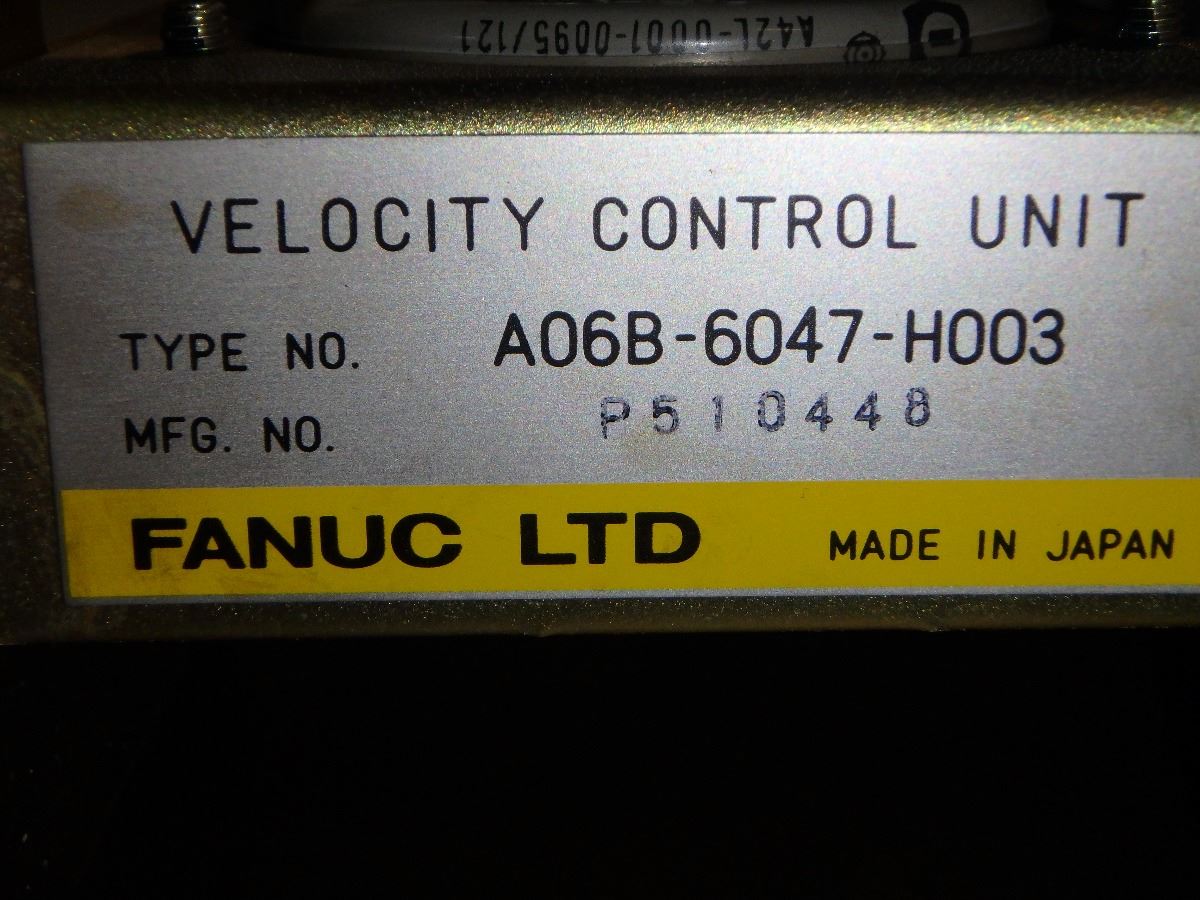 A42L-0001-0095/121
VELOCITY CONTROL UNIT
TYPE NO. A06B-6047-H003
MFG. NO. P510448
FANUC LTD MADE IN JAPAN